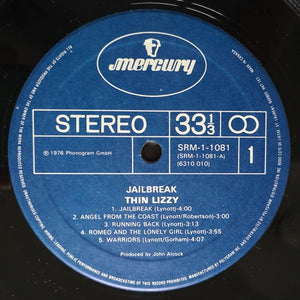 mercury
STEREO 33 1/3
SRM-1-1081
(SRM-1-1081-A)
(6310 010)
1
℗ 1976 Phonogram GmbH
JAILBREAK
THIN LIZZY
1. JAILBREAK (Lynott)-4:00
2. ANGEL FROM THE COAST (Lynott/Robertson)-3:00
3. RUNNING BACK (Lynott)-3:13
4. ROMEO AND THE LONELY GIRL (Lynott)-3:55
5. WARRIORS (Lynott/Gorham)-4:07
Produced by John Alcock